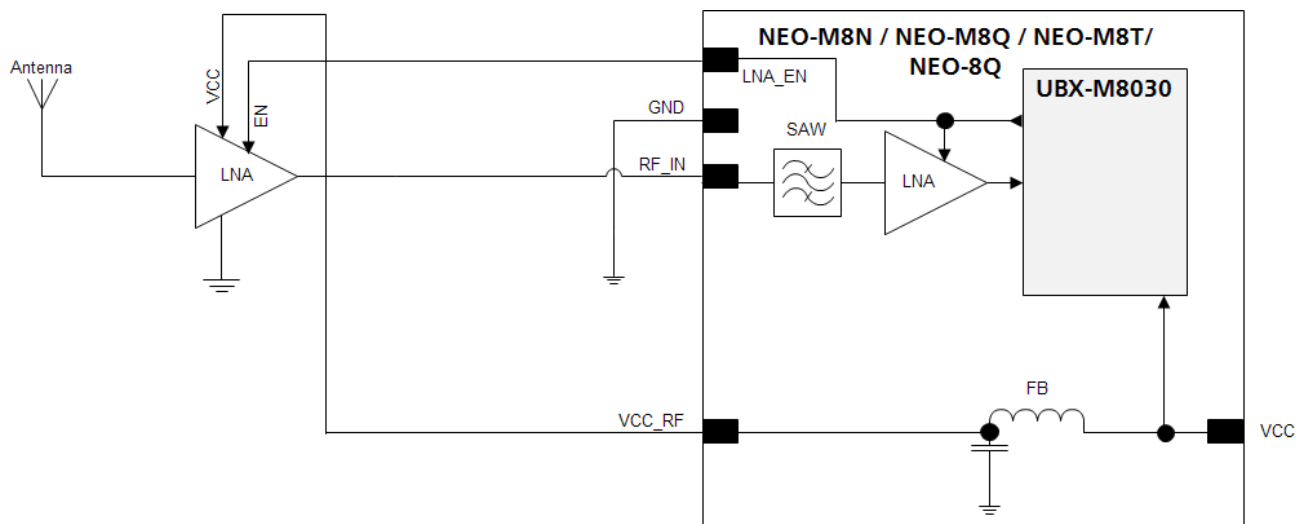 NEO-M8N / NEO-M8Q / NEO-M8T/
NEO-8Q
Antenna
VCC
EN
LNA
LNA_EN
GND
RF_IN
SAW
LNA
UBX-M8030
VCC_RF
FB
VCC